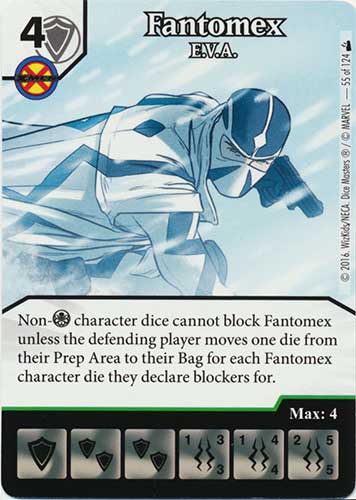 4
Fantomex
E.V.A.
X-MEN
© 2016. WizKids/NECA. Dice Masters ® / © MARVEL — 55 of 124
Non- character dice cannot block Fantomex
unless the defending player moves one die from
their Prep Area to their Bag for each Fantomex
character die they declare blockers for.
Max: 4
1 3
3
1 4
4
2 5
5